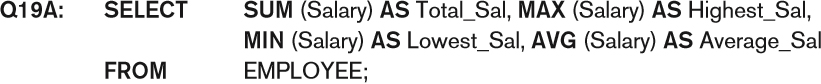 Q19A: SELECT SUM (Salary) AS Total_Sal, MAX (Salary) AS Highest_Sal,
MIN (Salary) AS Lowest_Sal, AVG (Salary) AS Average_Sal
FROM EMPLOYEE;